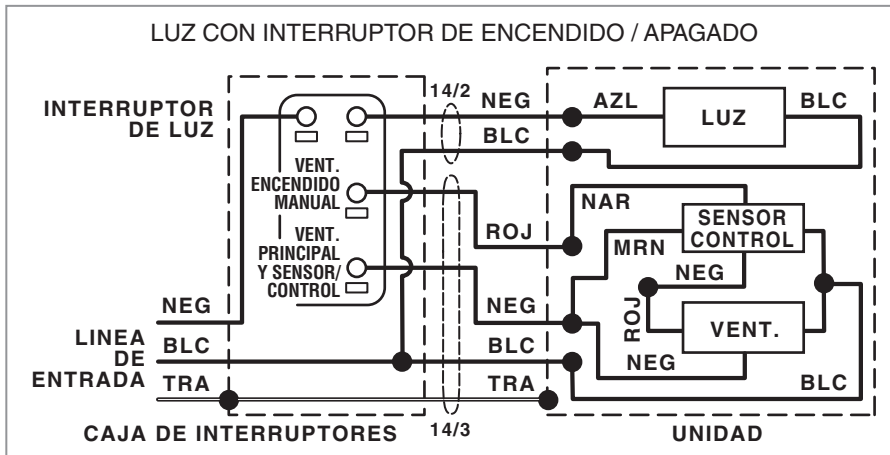 LUZ CON INTERRUPTOR DE ENCENDIDO / APAGADO
INTERRUPTOR
DE LUZ
14/2
NEG
AZL
LUZ
BLC
BLC
VENT.
ENCENDIDO
MANUAL
ROJ
NAR
SENSOR
CONTROL
MRN
VENT.
PRINCIPAL
Y SENSOR/
CONTROL
NEG
NEG
ROJ
VENT.
NEG
NEG
LINEA
DE
ENTRADA
BLC
BLC
BLC
TRA
TRA
CAJA DE INTERRUPTORES
14/3
UNIDAD